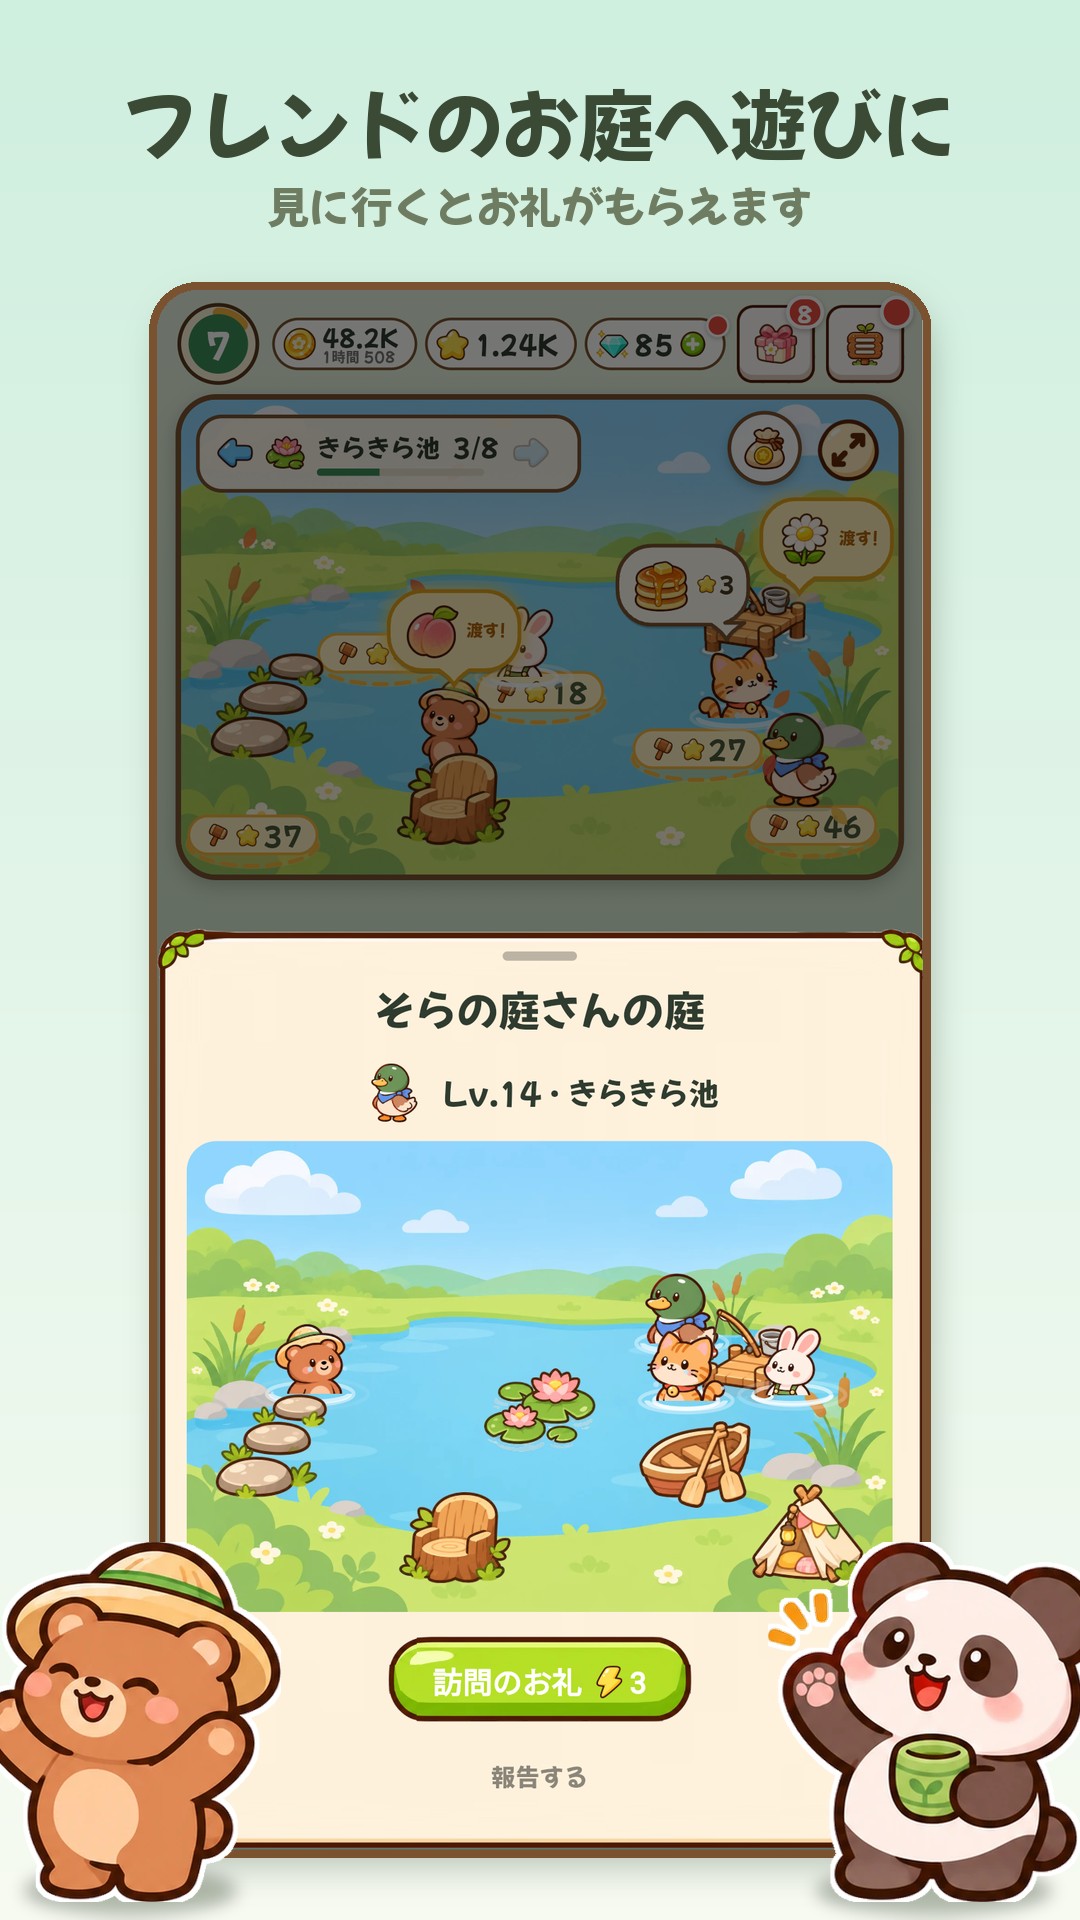 フレンドのお庭へ遊びに
見に行くとお礼がもらえます
7
48.2K
1時間 508
1.24K
85
8
きらきら池 3/8
渡す!
3
渡す!
18
27
37
46
そらの庭さんの庭
Lv.14・きらきら池
訪問のお礼 3
報告する